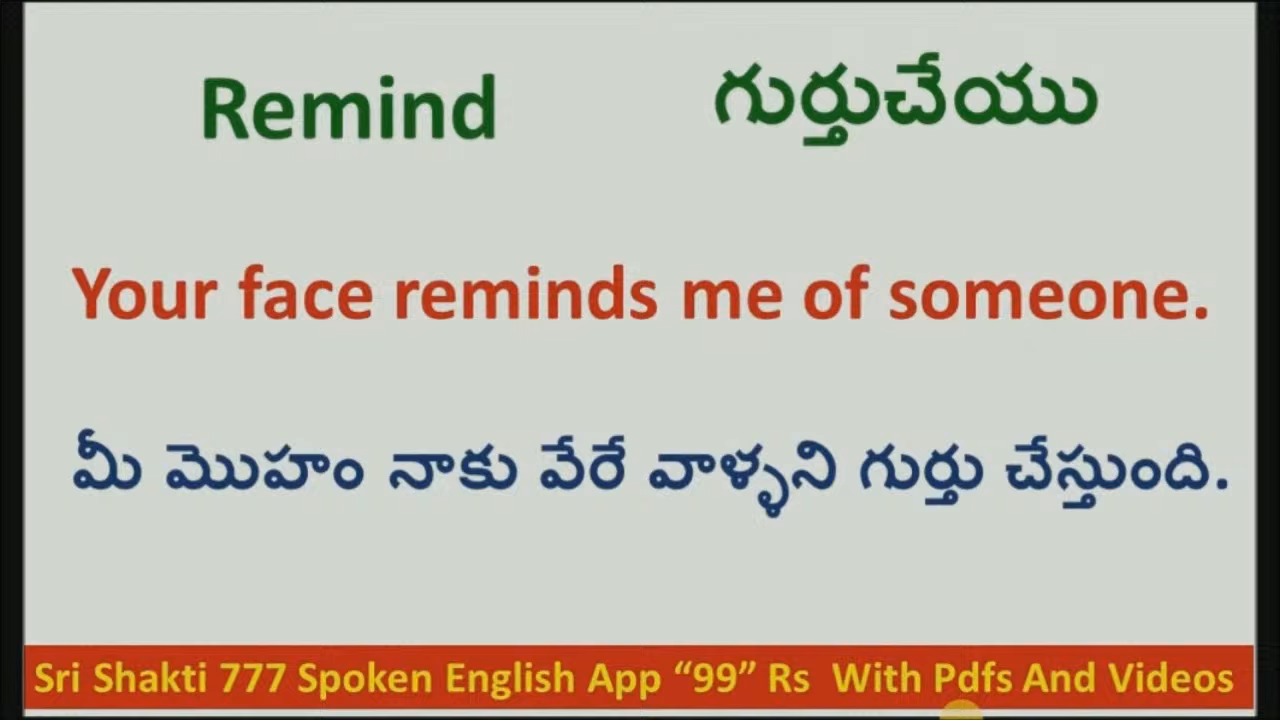 Remind గుర్తుచేయు
Your face reminds me of someone.
మీ మొహం నాకు వేరే వాళ్ళని గుర్తు చేస్తుంది.
Sri Shakti 777 Spoken English App “99” Rs With Pdfs And Videos